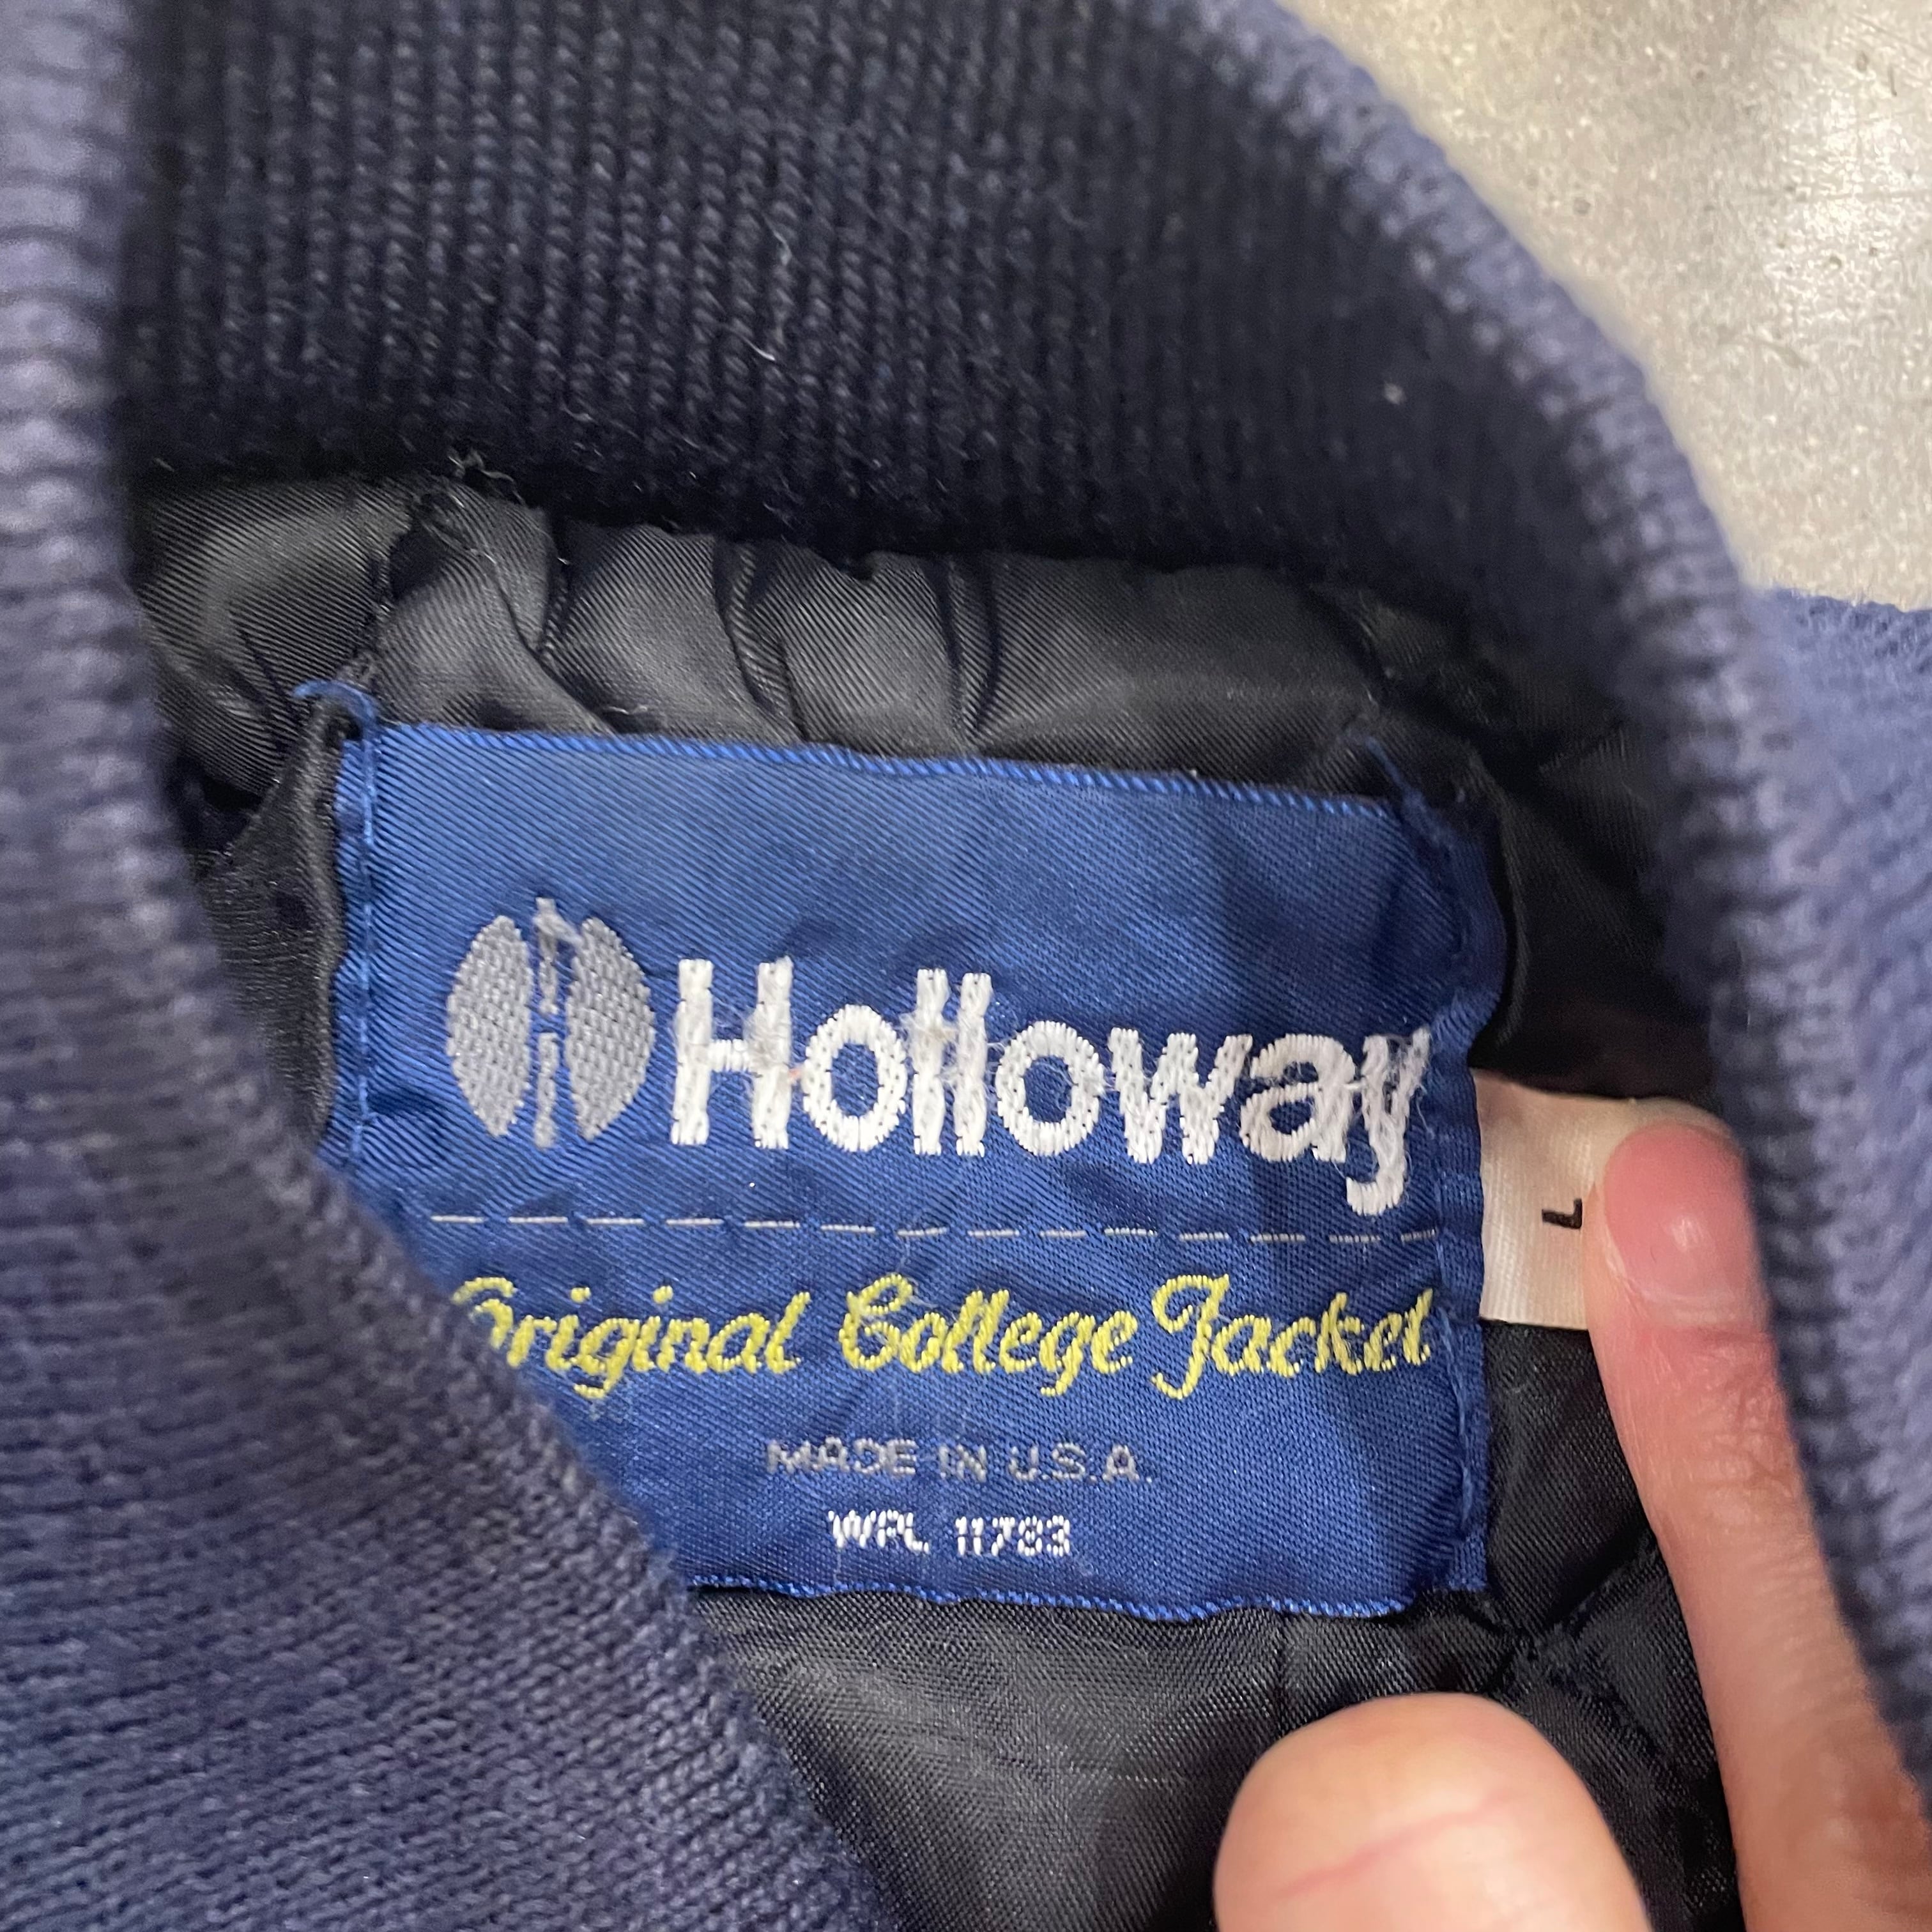 Holloway
Original College Jacket
MADE IN U.S.A.
WPL 11783
L